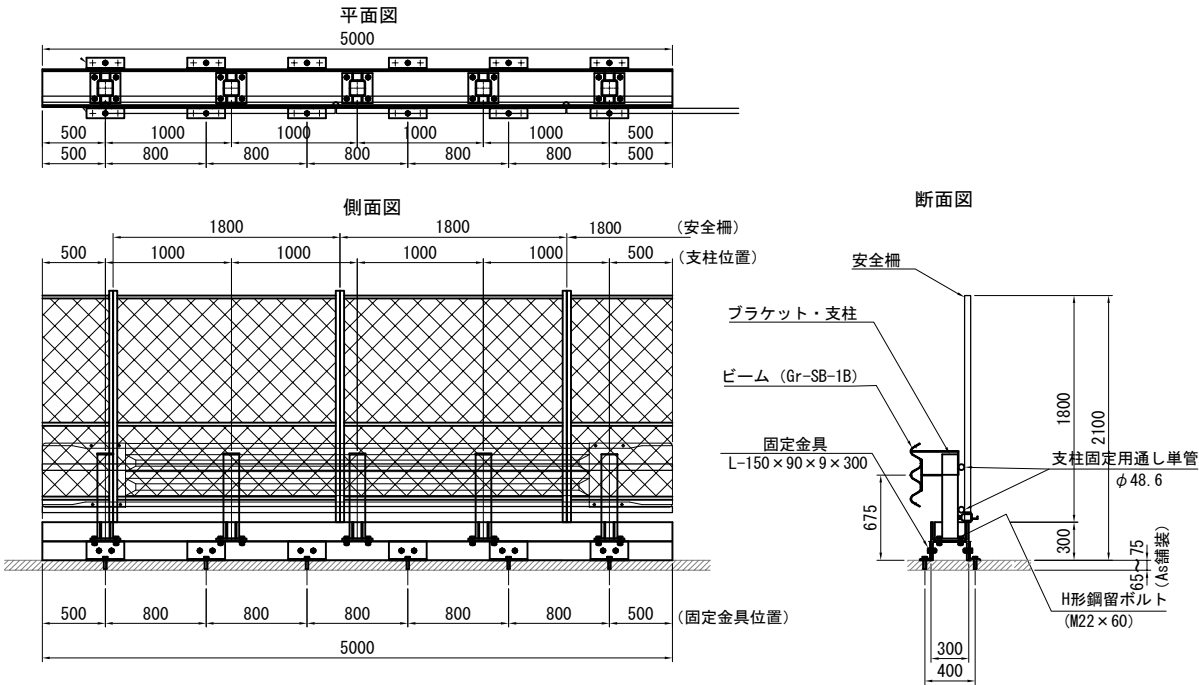 平面図
5000
500 1000 1000 1000 1000 500
500 800 800 800 800 800 500
側面図
1800 1800 1800 (安全柵)
500 1000 1000 1000 1000 500 (支柱位置)
500 800 800 800 800 800 500 (固定金具位置)
5000
断面図
安全柵
ブラケット・支柱
ビーム (Gr-SB-1B)
固定金具
L-150×90×9×300
675
1800
2100
支柱固定用通し単管
φ48.6
300
65~75
(As舗装)
H形鋼留ボルト
(M22×60)
300
400